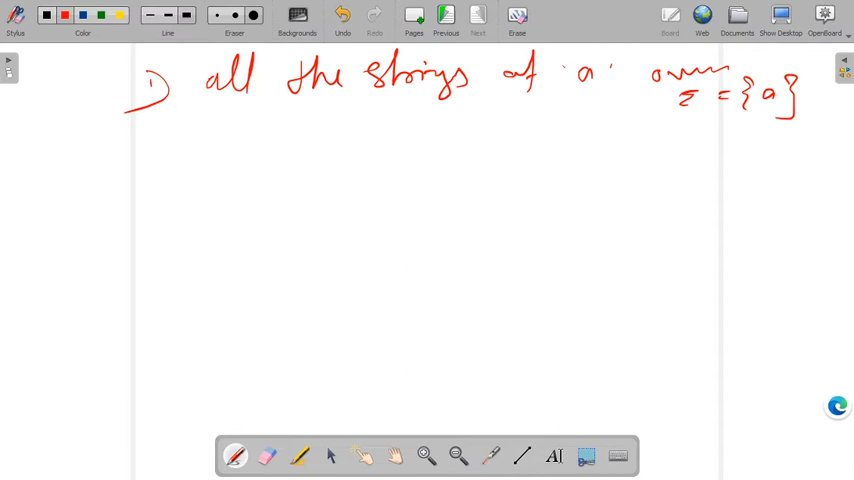 Stylus Color Line Eraser Backgrounds Undo Redo Pages Previous Next Erase Board Web Documents Show Desktop OpenBoard
1) all the strings of 'a' over
Σ = {a}